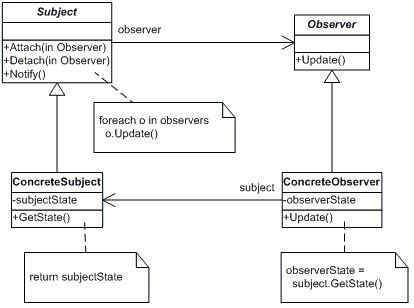 Subject
+Attach(in Observer)
+Detach(in Observer)
+Notify()
observer
Observer
+Update()
foreach o in observers
o.Update()
ConcreteSubject
-subjectState
+GetState()
subject
ConcreteObserver
-observerState
+Update()
return subjectState
observerState =
subject.GetState()